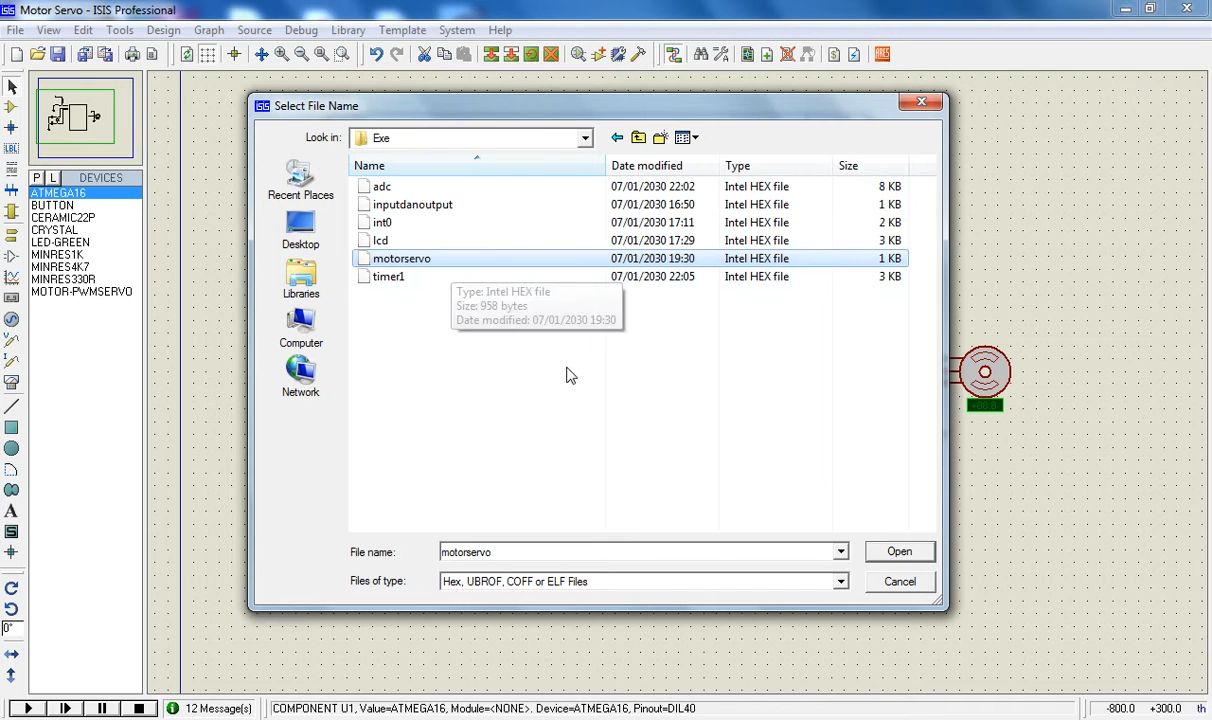 Motor Servo - ISIS Professional
File View Edit Tools Design Graph Source Debug Library Template System Help
ARES
P L DEVICES
ATMEGA16
BUTTON
CERAMIC22P
CRYSTAL
LED-GREEN
MINRES1K
MINRES4K7
MINRES330R
MOTOR-PWMSERVO
LBL
A
S
0°
ISIS Select File Name
Look in: Exe
Recent Places
Desktop
Libraries
Computer
Network
Name Date modified Type Size
adc 07/01/2030 22:02 Intel HEX file 8 KB
inputdanoutput 07/01/2030 16:50 Intel HEX file 1 KB
int0 07/01/2030 17:11 Intel HEX file 2 KB
lcd 07/01/2030 17:29 Intel HEX file 3 KB
motorservo 07/01/2030 19:30 Intel HEX file 1 KB
timer1 07/01/2030 22:05 Intel HEX file 3 KB
Type: Intel HEX file
Size: 958 bytes
Date modified: 07/01/2030 19:30
File name: motorservo Open
Files of type: Hex, UBROF, COFF or ELF Files Cancel
12 Message(s) COMPONENT U1, Value=ATMEGA16, Module=<NONE>. Device=ATMEGA16, Pinout=DIL40 -800.0 +300.0 th